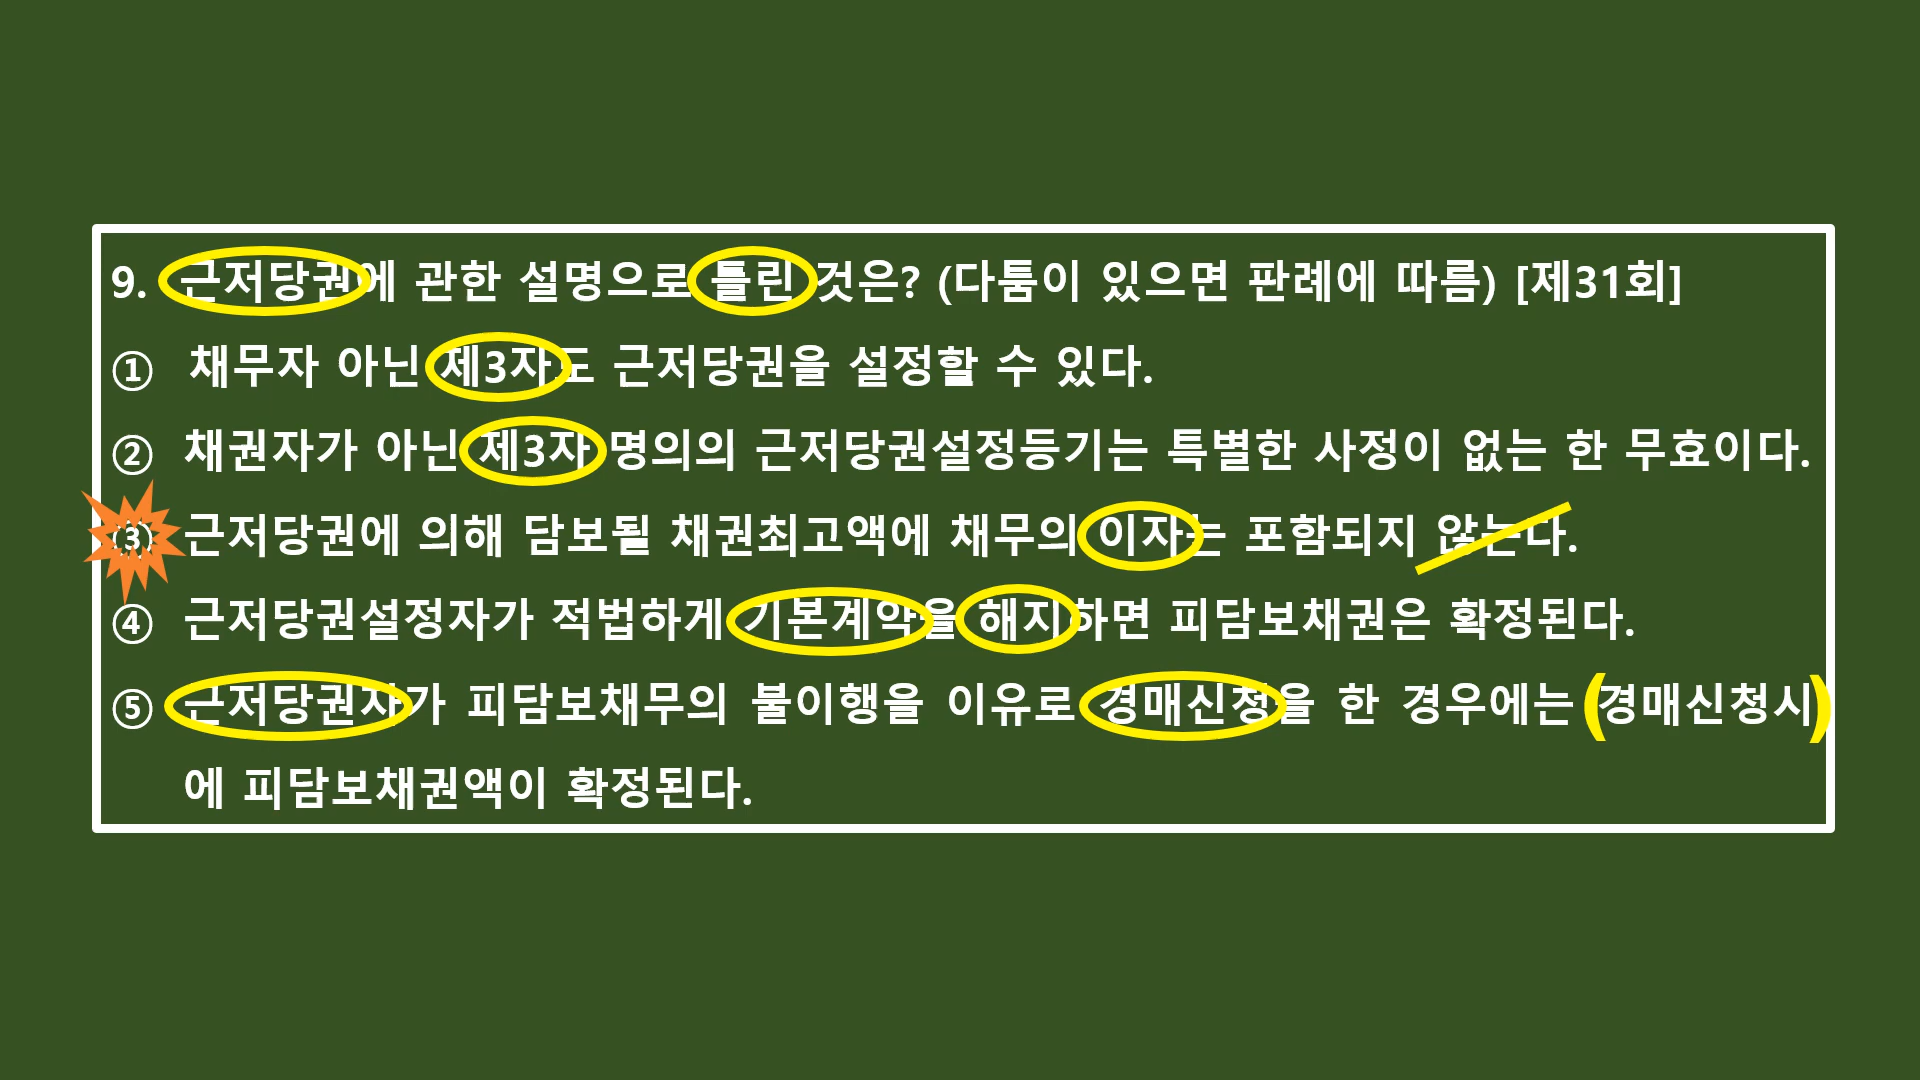 9. 근저당권에 관한 설명으로 틀린 것은? (다툼이 있으면 판례에 따름) [제31회]
① 채무자 아닌 제3자도 근저당권을 설정할 수 있다.
② 채권자가 아닌 제3자 명의의 근저당권설정등기는 특별한 사정이 없는 한 무효이다.
③ 근저당권에 의해 담보될 채권최고액에 채무의 이자는 포함되지 않는다.
④ 근저당권설정자가 적법하게 기본계약을 해지하면 피담보채권은 확정된다.
⑤ 근저당권자가 피담보채무의 불이행을 이유로 경매신청을 한 경우에는 (경매신청시)
에 피담보채권액이 확정된다.